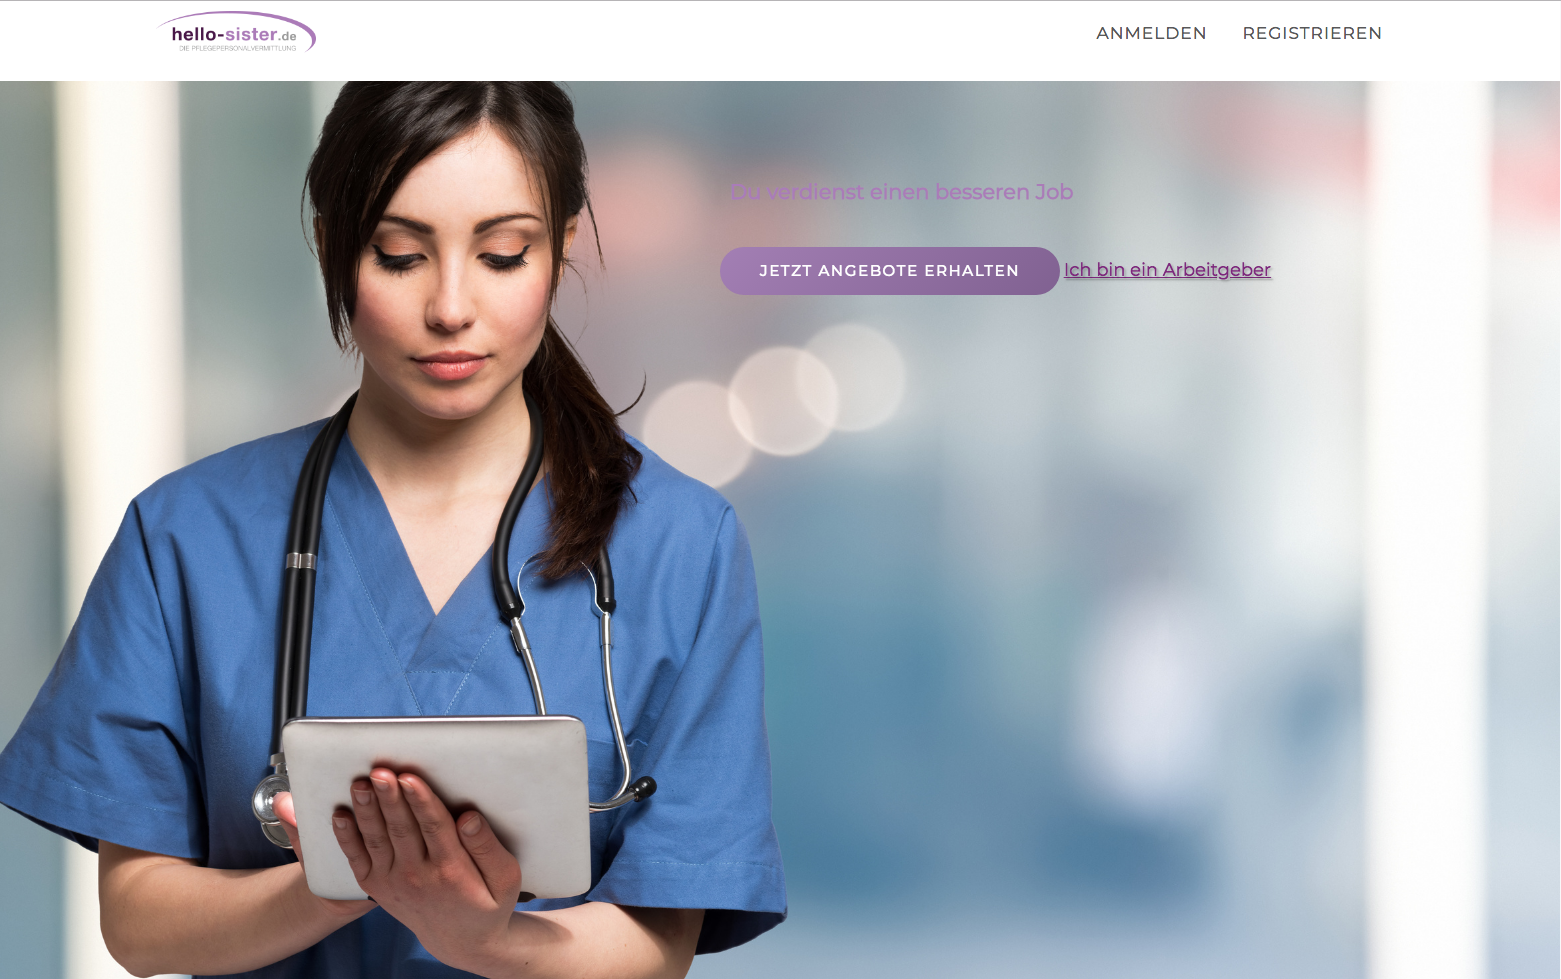 hello-sister.de
DIE PFLEGEPERSONALVERMITTLUNG
ANMELDEN
REGISTRIEREN
Du verdienst einen besseren Job
JETZT ANGEBOTE ERHALTEN
Ich bin ein Arbeitgeber